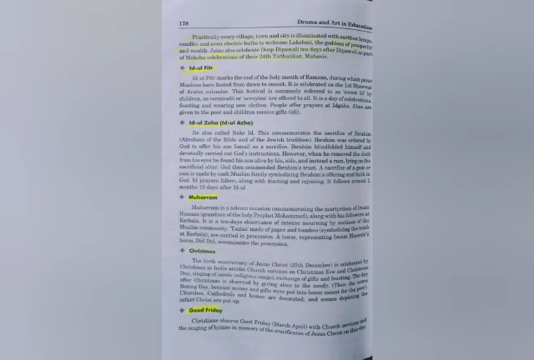 178
Drama and Art in Education
Practically every village, town and city is illuminated with earthen lamps,
candles and even electric bulbs to welcome Lakshmi, the goddess of prosperity
and wealth. Jains also celebrate Deep Dipawali ten days after Dipawali as part
of Moksha celebrations of their 24th Tirthankar, Mahavir.
Id-ul Fitr
Id-ul Fitr marks the end of the holy month of Ramzan, during which pious
Muslims have fasted from dawn to sunset. It is celebrated on the 1st Shawwal
of Arabic calendar. This festival is commonly referred to as 'sweet Id' by
children, as vermicelli or are offered to all. It is a day of celebrations,
feasting and wearing new clothes. People offer prayers at Idgahs. Alms are
given to the poor and children receive gifts (idi).
Id-ul Zuha (Id-ul Azha)
Its also called Bakr Id. This commemorates the sacrifice of Ibrahim
(Abraham of the Bible and of the Jewish tradition). Ibrahim was ordered by
God to offer his son Ismail as a sacrifice. Ibrahim blindfolded himself and
devotedly carried out God's instructions. However, when he removed the cloth
from his eyes he found his son alive by his side, and instead a ram, lying on the
sacrificial altar. God then commended Ibrahim's trust. A sacrifice of a goat or
ram is made by each Muslim family symbolizing Ibrahim's offering and faith in
God. Id prayers follow, along with feasting and rejoicing. It follows round 2
months 10 days after Id-ul
Muharram
Muharram is a solemn occasion commemorating the martyrdom of Imam
Hussain (grandson of the holy Prophet Mohammed), along with his followers at
Karbala. It is a ten-days observation of intense mourning by sections of the
Muslim community. 'Tazias' made of paper and bamboo (symbolizing the tomb
at Karbala), are carried in procession. A horse, representing Imam Hussain's
horse, Dul Dul, accompanies the procession.
Christmas
The birth anniversary of Jesus Christ (25th December) is celebrated by
Christians in India amidst Church services on Christmas Eve and Christmas
Day, singing of carols (religious songs), exchange of gifts and feasting. The day
after Christmas is observed by giving alms to the needy. (Thus the name
Boxing Day, because money and gifts were put into boxes meant for the poor).
Churches, Cathedrals and homes are decorated, and scenes depicting the
infant Christ are put up.
Good Friday
Christians observe Good Friday (March-April) with Church services and
the singing of hymns in memory of the crucifixion of Jesus Christ on this day.